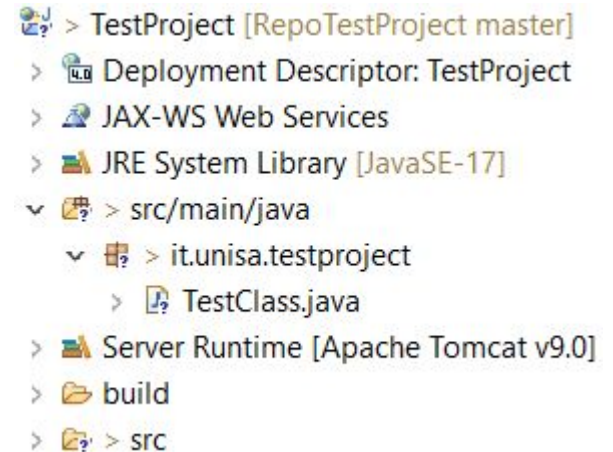 > TestProject [RepoTestProject master]
> Deployment Descriptor: TestProject
> JAX-WS Web Services
> JRE System Library [JavaSE-17]
> src/main/java
> it.unisa.testproject
> TestClass.java
> Server Runtime [Apache Tomcat v9.0]
> build
> > src